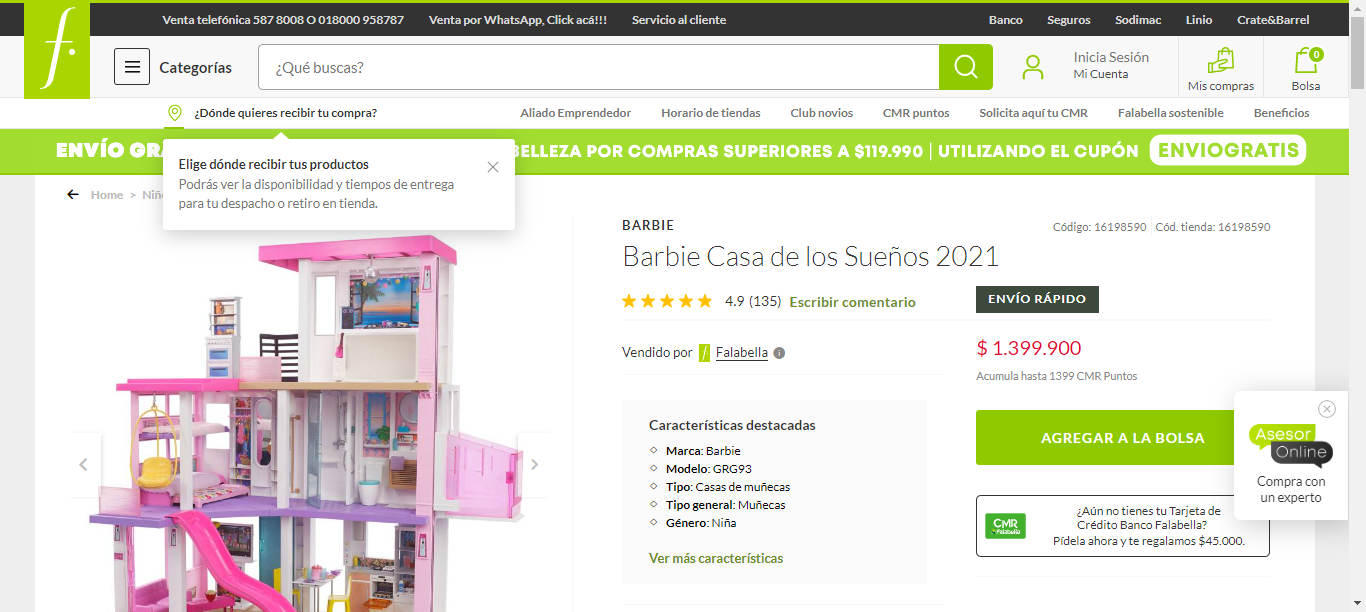 Venta telefónica 587 8008 O 018000 958787
Venta por WhatsApp, Click acá!!!
Servicio al cliente
Banco
Seguros
Sodimac
Linio
Crate&Barrel
f.
Categorías
¿Qué buscas?
Inicia Sesión
Mi Cuenta
Mis compras
0
Bolsa
¿Dónde quieres recibir tu compra?
Aliado Emprendedor
Horario de tiendas
Club novios
CMR puntos
Solicita aquí tu CMR
Falabella sostenible
Beneficios
ENVÍO GRA
BELLEZA POR COMPRAS SUPERIORES A $119.990 | UTILIZANDO EL CUPÓN
ENVIOGRATIS
Elige dónde recibir tus productos
Podrás ver la disponibilidad y tiempos de entrega
para tu despacho o retiro en tienda.
Home > Niñ
BARBIE
Código: 16198590
Cód. tienda: 16198590
Barbie Casa de los Sueños 2021
4.9 (135)
Escribir comentario
ENVÍO RÁPIDO
Vendido por
f
Falabella
i
$ 1.399.900
Acumula hasta 1399 CMR Puntos
Características destacadas
Marca: Barbie
Modelo: GRG93
Tipo: Casas de muñecas
Tipo general: Muñecas
Género: Niña
Ver más características
AGREGAR A LA BOLSA
Asesor
Online
Compra con
un experto
CMR
Falabella
¿Aún no tienes tu Tarjeta de
Crédito Banco Falabella?
Pídela ahora y te regalamos $45.000.